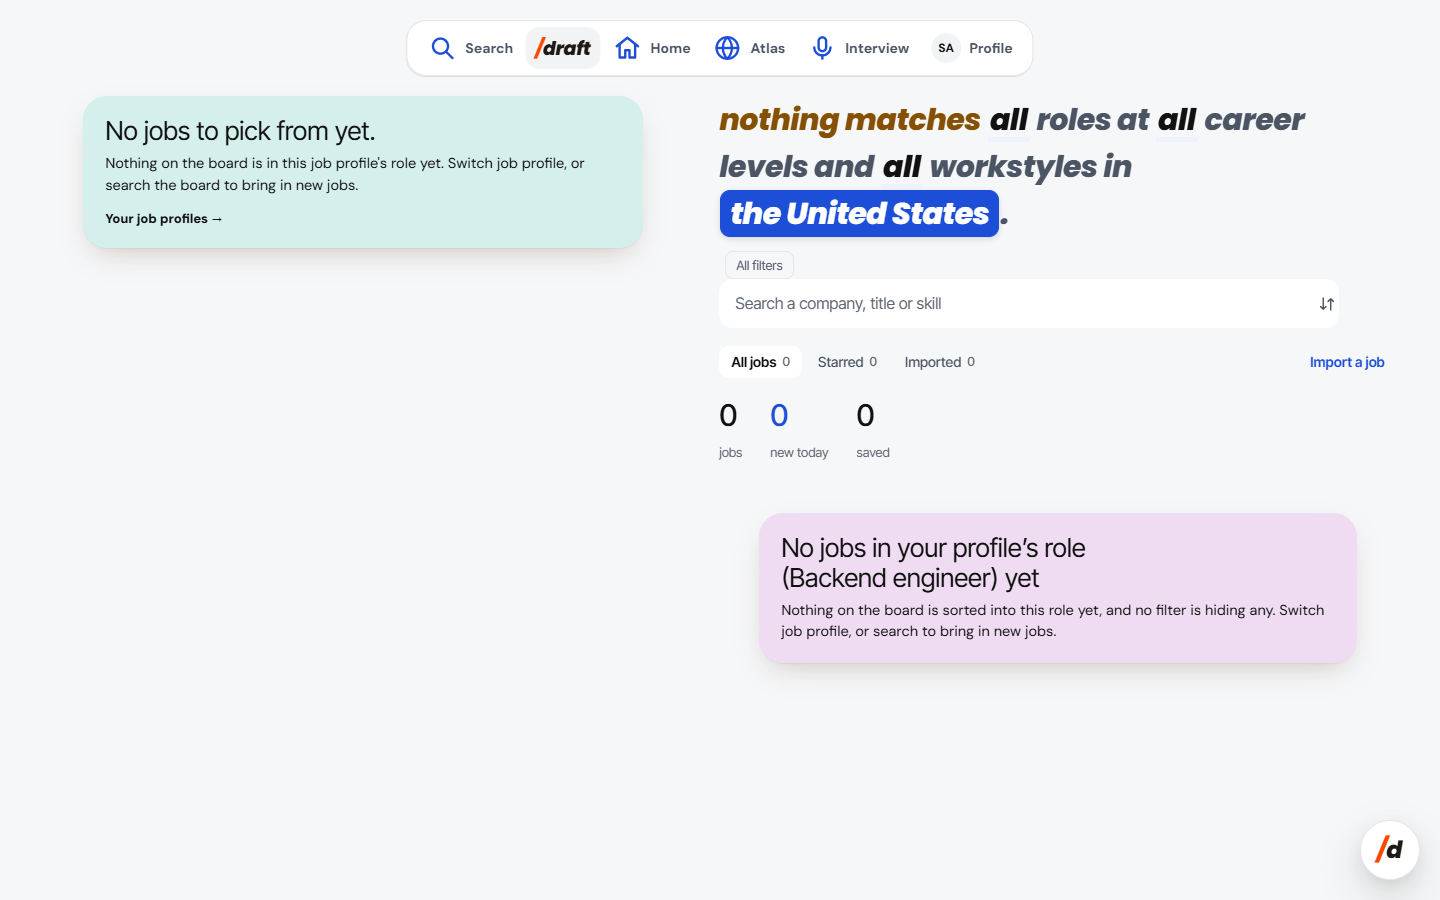 Search
/draft
Home
Atlas
Interview
SA
Profile
No jobs to pick from yet.
Nothing on the board is in this job profile's role yet. Switch job profile, or
search the board to bring in new jobs.
Your job profiles →
nothing matches all roles at all career
levels and all workstyles in
the United States.
All filters
Search a company, title or skill
All jobs 0
Starred 0
Imported 0
Import a job
0
jobs
0
new today
0
saved
No jobs in your profile’s role
(Backend engineer) yet
Nothing on the board is sorted into this role yet, and no filter is hiding any. Switch
job profile, or search to bring in new jobs.
/d